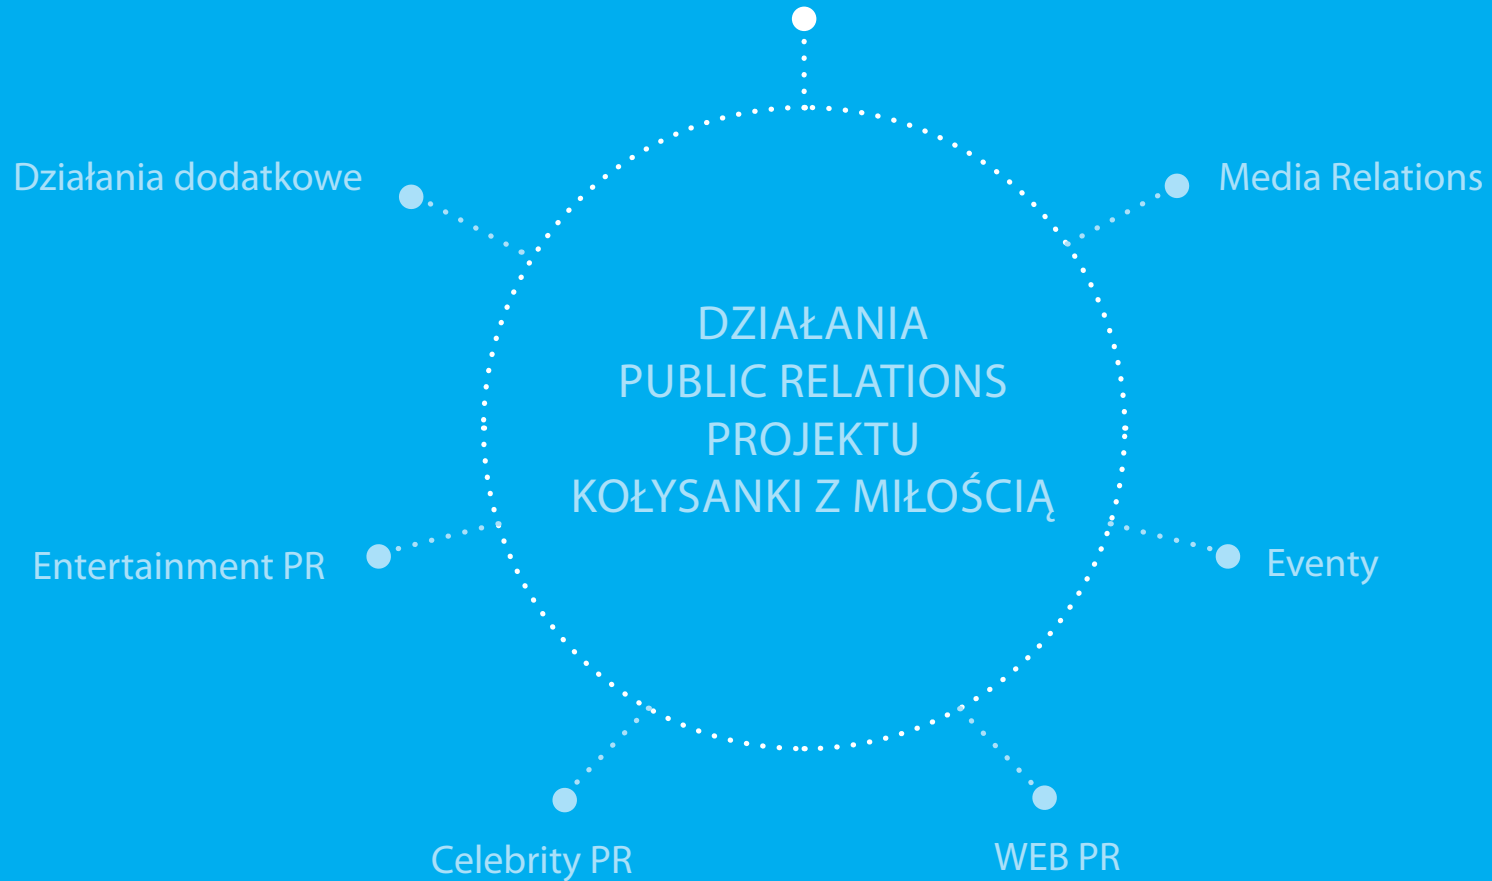 Działania dodatkowe
Media Relations
DZIAŁANIA
PUBLIC RELATIONS
PROJEKTU
KOŁYSANKI Z MIŁOŚCIĄ
Entertainment PR
Eventy
Celebrity PR
WEB PR